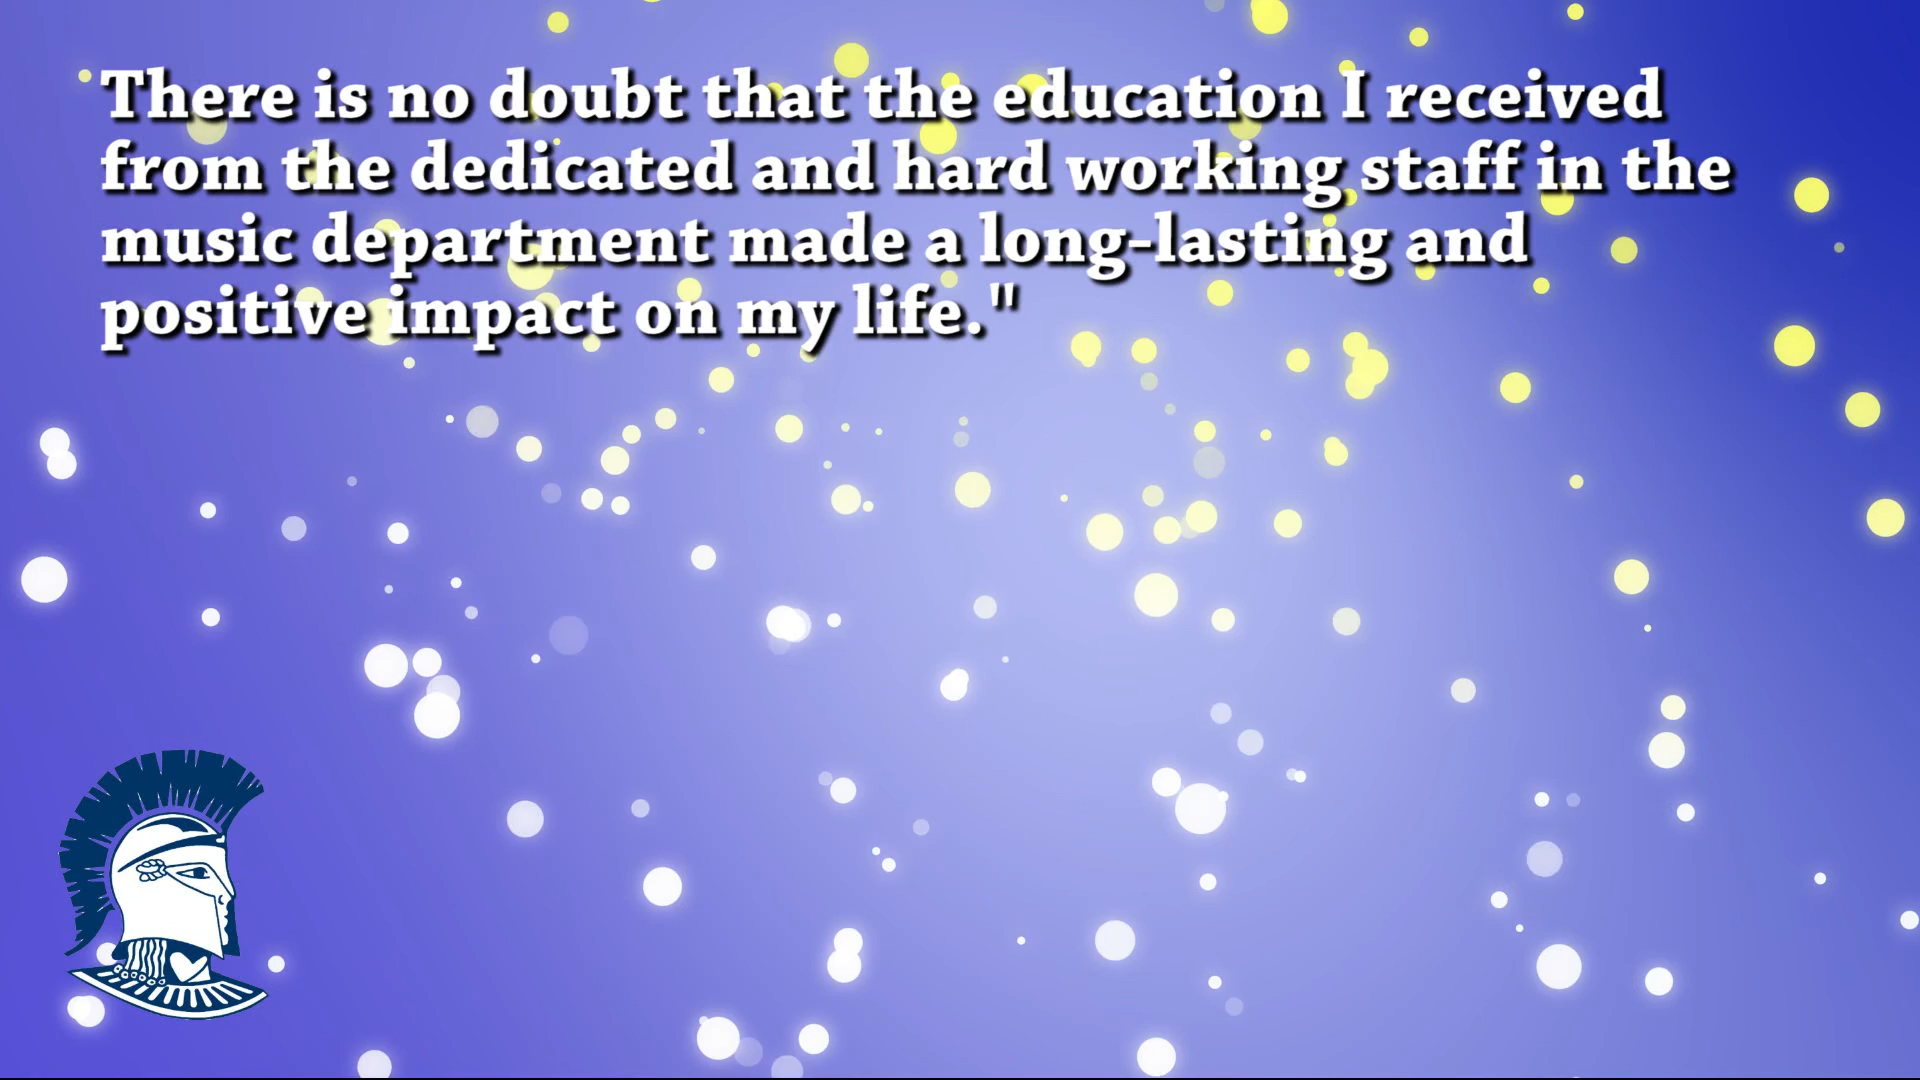 There is no doubt that the education I received
from the dedicated and hard working staff in the
music department made a long-lasting and
positive impact on my life."